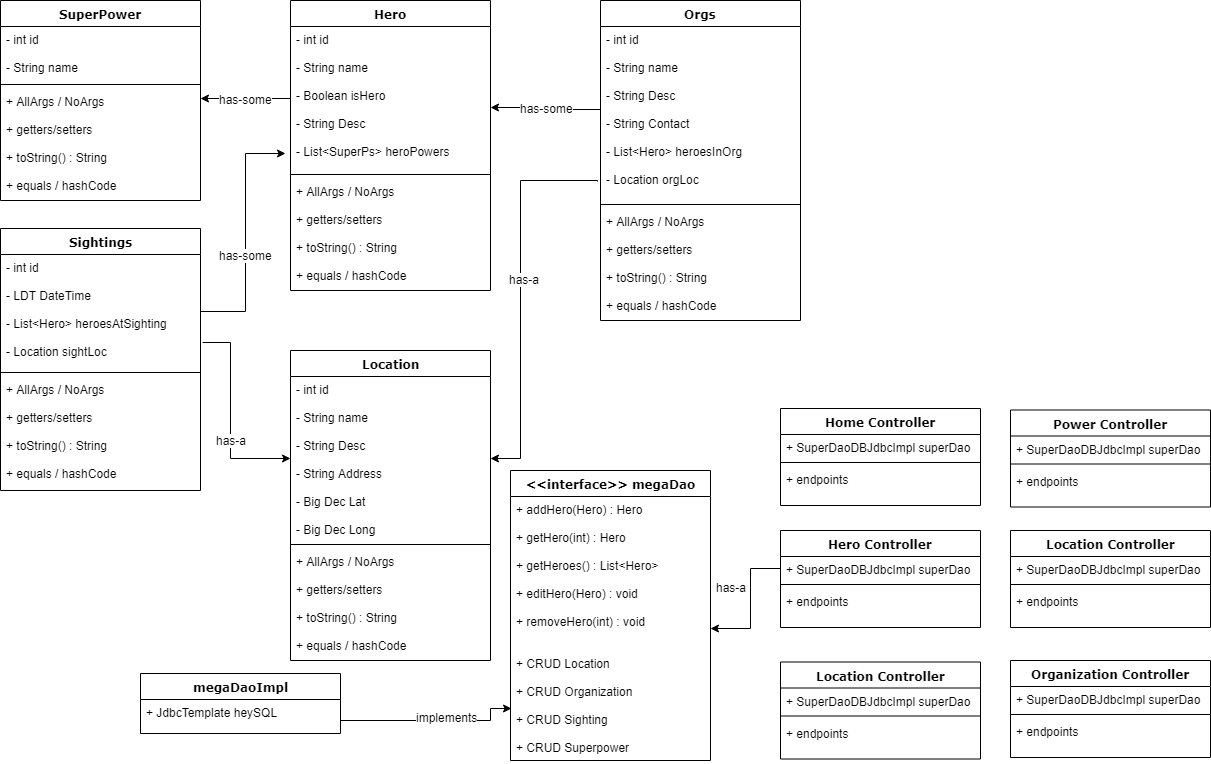 SuperPower
- int id
- String name
+ AllArgs / NoArgs
+ getters/setters
+ toString() : String
+ equals / hashCode
has-some
Hero
- int id
- String name
- Boolean isHero
- String Desc
- List<SuperPs> heroPowers
+ AllArgs / NoArgs
+ getters/setters
+ toString() : String
+ equals / hashCode
has-some
Orgs
- int id
- String name
- String Desc
- String Contact
- List<Hero> heroesInOrg
- Location orgLoc
+ AllArgs / NoArgs
+ getters/setters
+ toString() : String
+ equals / hashCode
Sightings
- int id
- LDT DateTime
- List<Hero> heroesAtSighting
- Location sightLoc
+ AllArgs / NoArgs
+ getters/setters
+ toString() : String
+ equals / hashCode
has-some
has-a
has-a
Location
- int id
- String name
- String Desc
- String Address
- Big Dec Lat
- Big Dec Long
+ AllArgs / NoArgs
+ getters/setters
+ toString() : String
+ equals / hashCode
<<interface>> megaDao
+ addHero(Hero) : Hero
+ getHero(int) : Hero
+ getHeroes() : List<Hero>
+ editHero(Hero) : void
+ removeHero(int) : void
+ CRUD Location
+ CRUD Organization
+ CRUD Sighting
+ CRUD Superpower
megaDaoImpl
+ JdbcTemplate heySQL
implements
has-a
Home Controller
+ SuperDaoDBJdbcImpl superDao
+ endpoints
Power Controller
+ SuperDaoDBJdbcImpl superDao
+ endpoints
Hero Controller
+ SuperDaoDBJdbcImpl superDao
+ endpoints
Location Controller
+ SuperDaoDBJdbcImpl superDao
+ endpoints
Location Controller
+ SuperDaoDBJdbcImpl superDao
+ endpoints
Organization Controller
+ SuperDaoDBJdbcImpl superDao
+ endpoints